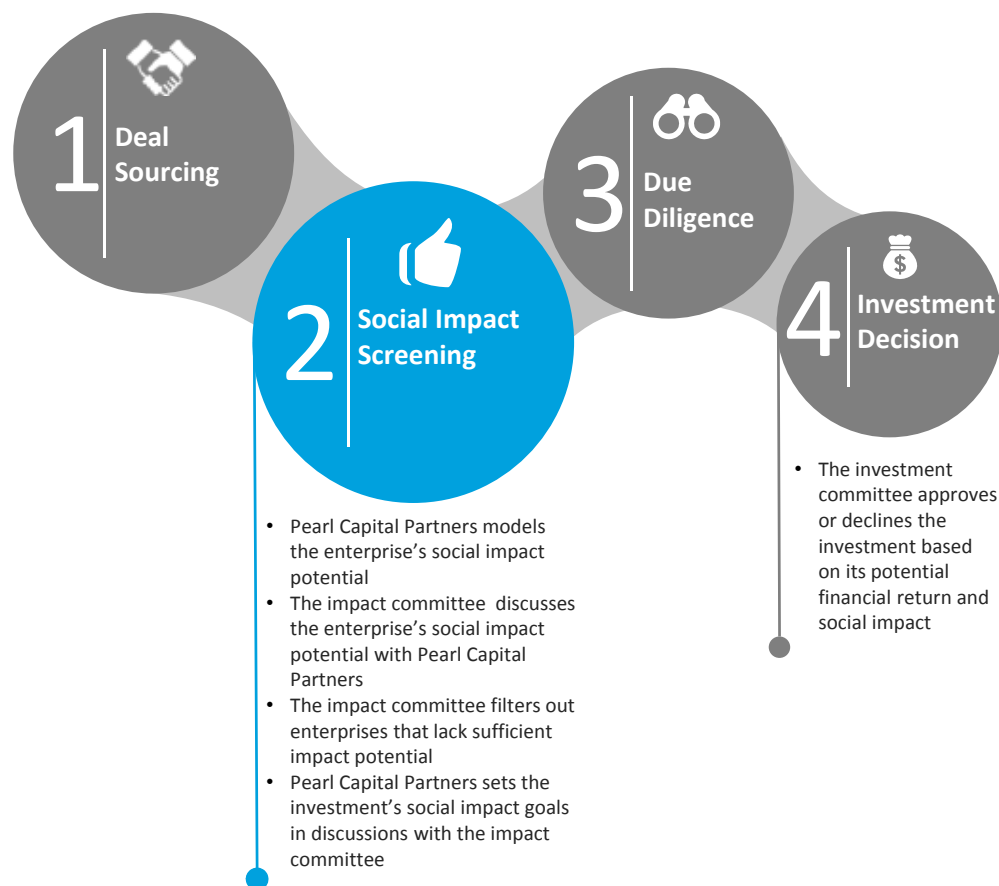 1
Deal
Sourcing
2
Social Impact
Screening
• Pearl Capital Partners models
the enterprise’s social impact
potential
• The impact committee  discusses
the enterprise’s social impact
potential with Pearl Capital
Partners
• The impact committee filters out
enterprises that lack sufficient
impact potential
• Pearl Capital Partners sets the
investment’s social impact goals
in discussions with the impact
committee
3
Due
Diligence
4
Investment
Decision
$
• The investment
committee approves
or declines the
investment based
on its potential
financial return and
social impact